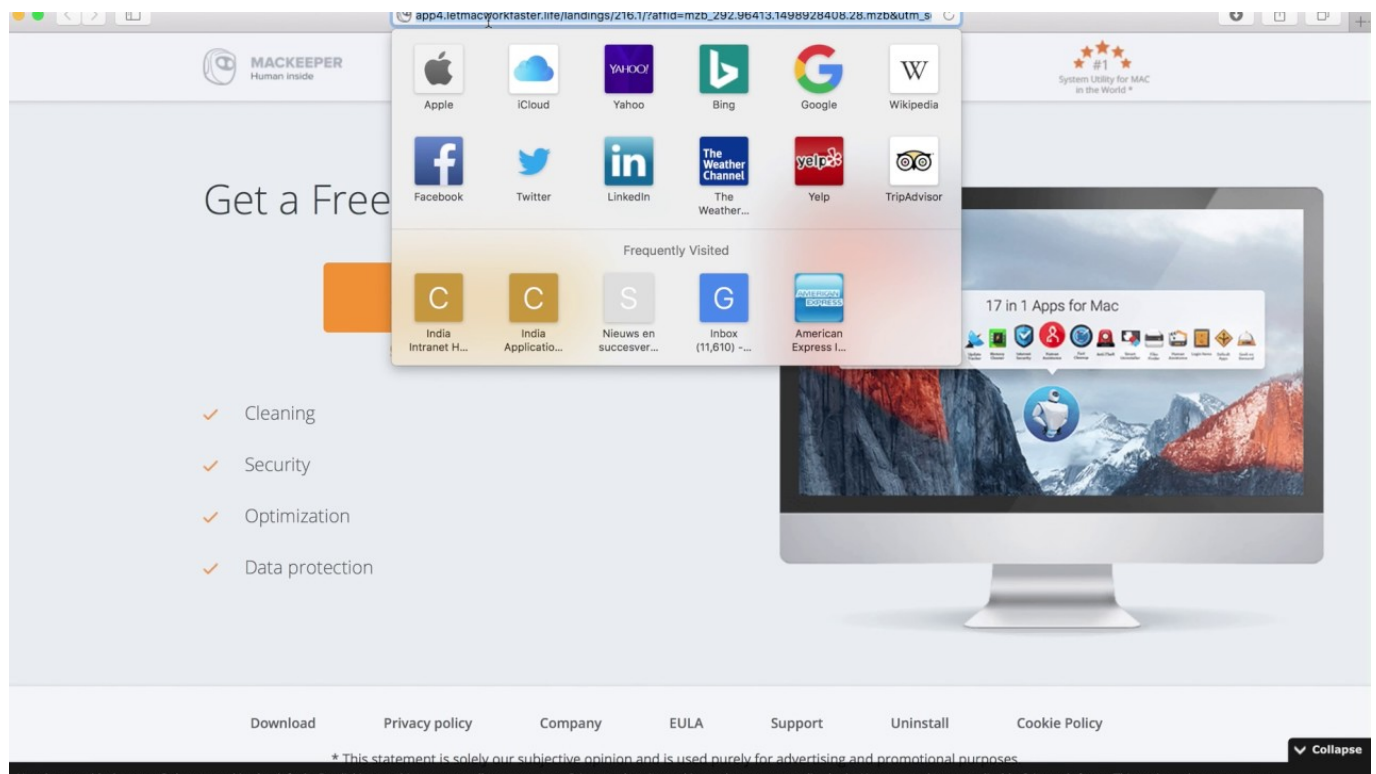 app4.letmacworkfaster.life/landings/216.1/?affid=mzb_292.96413.1498928408.28.mzb&utm_s
MACKEEPER
Human inside
#1
System Utility for MAC
in the World *
Apple
iCloud
YAHOO!
Yahoo
Bing
Google
W
Wikipedia
Facebook
Twitter
in
LinkedIn
The
Weather
Channel
The
Weather...
yelp
Yelp
TripAdvisor
Get a Free
Frequently Visited
C
India
Intranet H...
C
India
Applicatio...
S
Nieuws en
succesver...
G
Inbox
(11,610) -...
AMERICAN
EXPRESS
American
Express I...
17 in 1 Apps for Mac
Cleaning
Security
Optimization
Data protection
Download
Privacy policy
Company
EULA
Support
Uninstall
Cookie Policy
* This statement is solely our subjective opinion and is used purely for advertising and promotional purposes.
Collapse